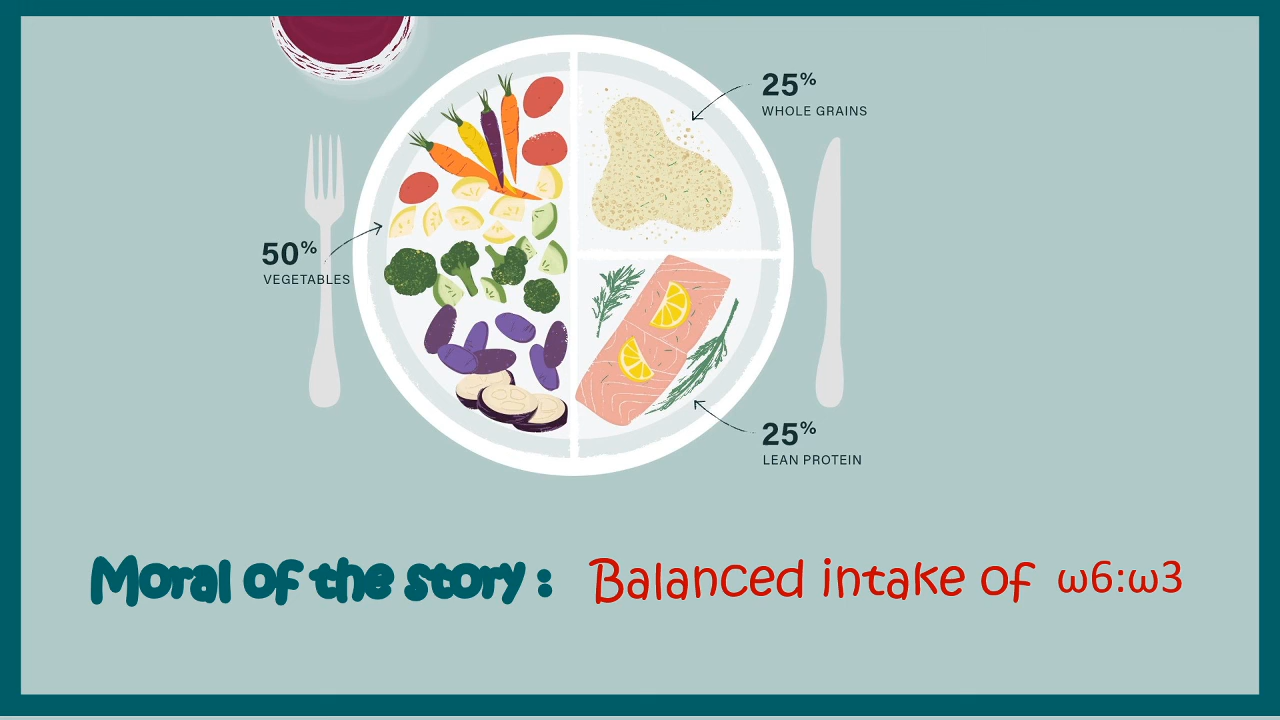 25%
WHOLE GRAINS
50%
VEGETABLES
25%
LEAN PROTEIN
Moral of the story : Balanced intake of ω6:ω3